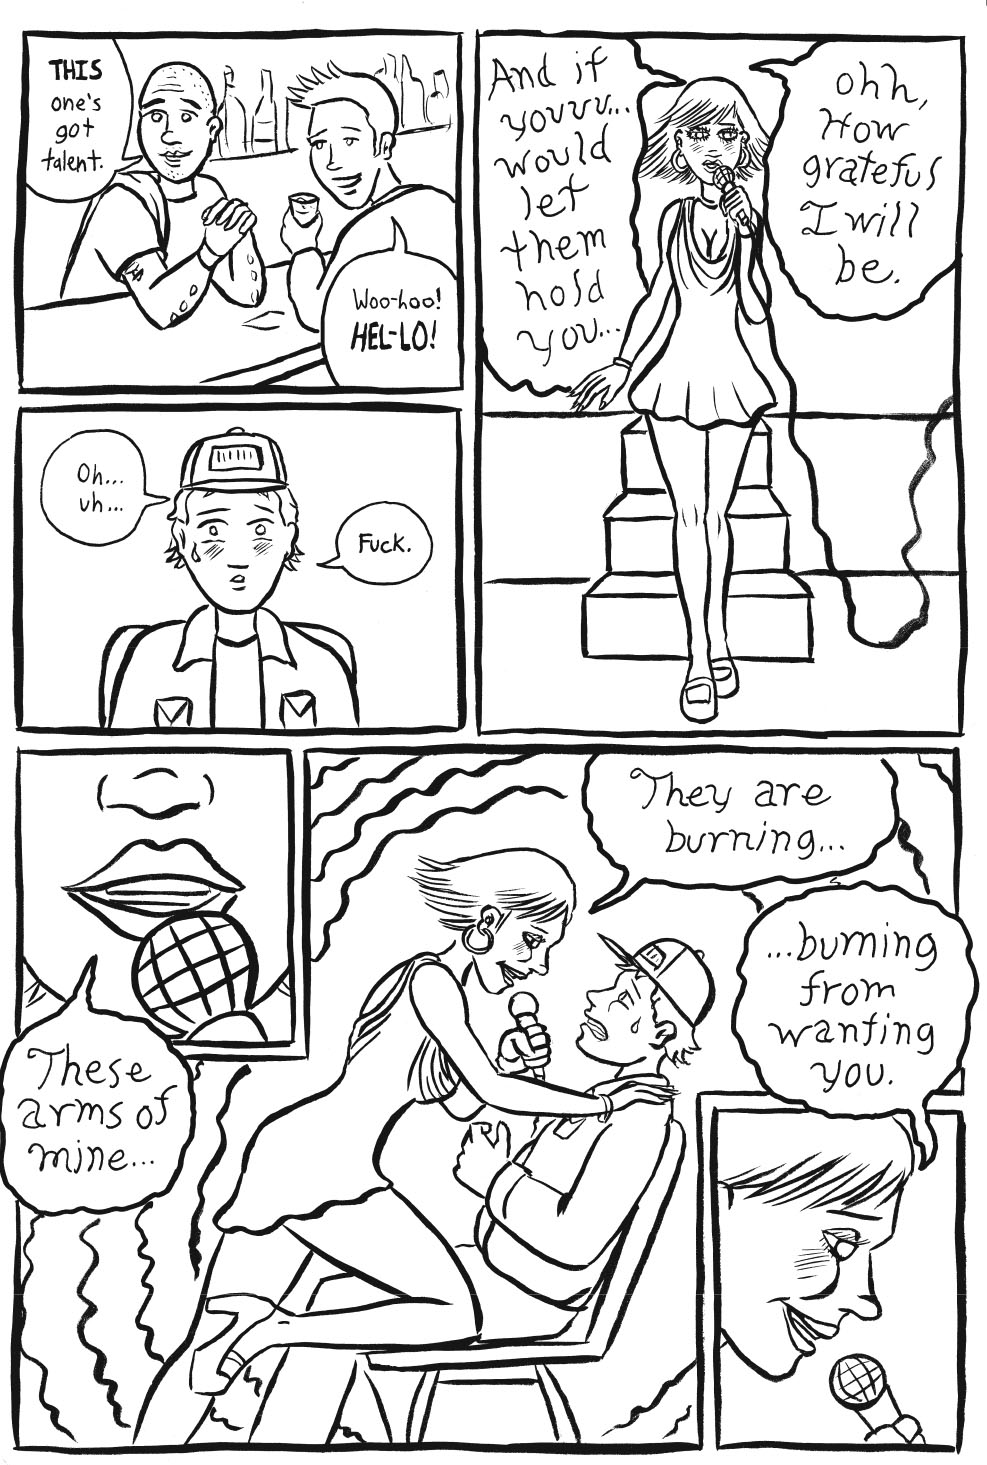 THIS
one's
got
talent.
Woo-hoo!
HEL-LO!
And if
youuu...
would
let
them
hold
you...
ohh,
How
grateful
I will
be.
Oh...
uh...
Fuck.
These
arms of
mine...
They are
burning...
...burning
from
wanting
you.